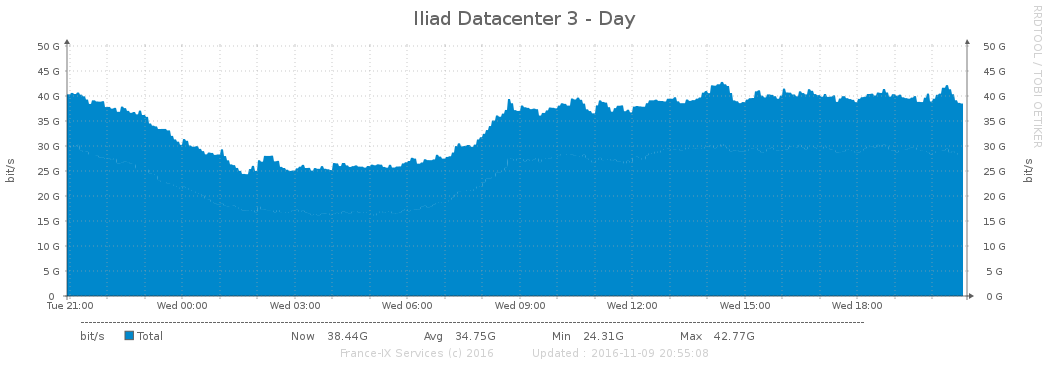 Iliad Datacenter 3 - Day
RRDTOOL / TOBI OETIKER
50 G 50 G
45 G 45 G
40 G 40 G
35 G 35 G
30 G 30 G
25 G 25 G
20 G 20 G
15 G 15 G
10 G 10 G
5 G 5 G
0 0 G
bit/s bit/s
Tue 21:00 Wed 00:00 Wed 03:00 Wed 06:00 Wed 09:00 Wed 12:00 Wed 15:00 Wed 18:00
bit/s Total Now 38.44G Avg 34.75G Min 24.31G Max 42.77G
France-IX Services (c) 2016 Updated : 2016-11-09 20:55:08